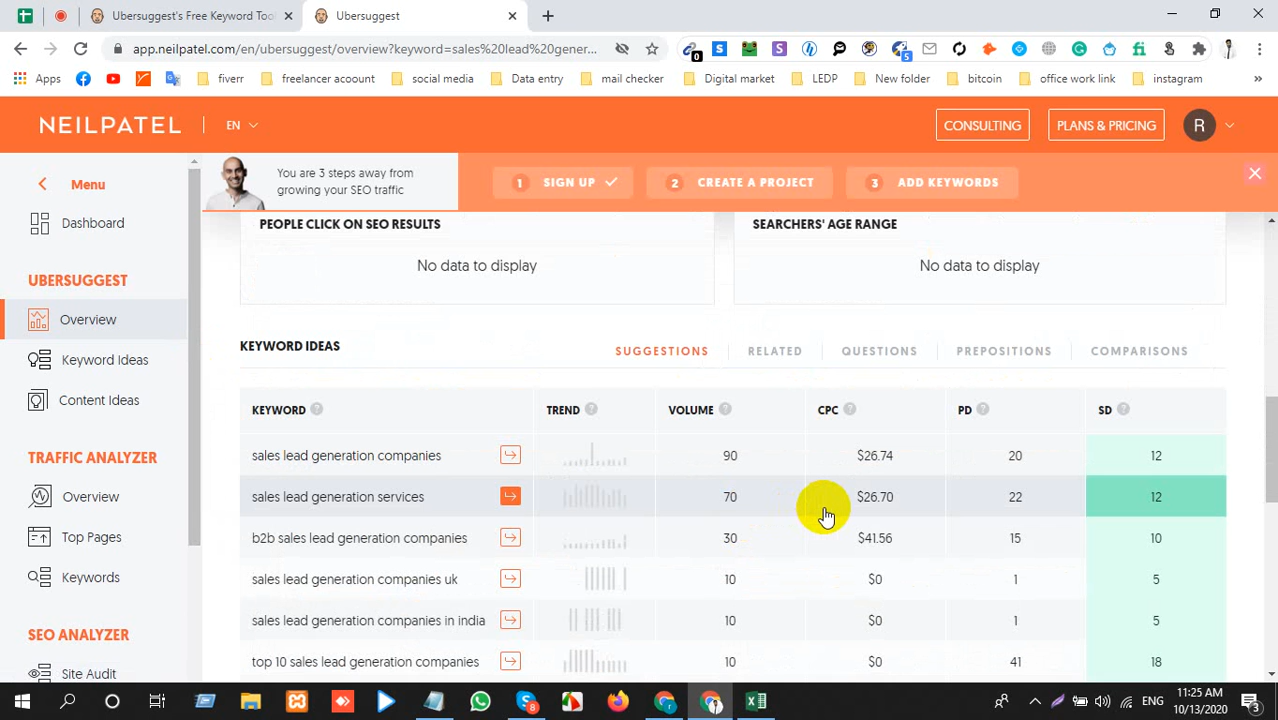 Ubersuggest's Free Keyword Tool
Ubersuggest
app.neilpatel.com/en/ubersuggest/overview?keyword=sales%20lead%20gener...
0
5
Apps
fiverr
freelancer acoount
social media
Data entry
mail checker
Digital market
LEDP
New folder
bitcoin
office work link
instagram
NEILPATEL
EN
CONSULTING
PLANS & PRICING
R
Menu
You are 3 steps away from
growing your SEO traffic
1 SIGN UP
2 CREATE A PROJECT
3 ADD KEYWORDS
Dashboard
UBERSUGGEST
Overview
Keyword Ideas
Content Ideas
TRAFFIC ANALYZER
Overview
Top Pages
Keywords
SEO ANALYZER
Site Audit
PEOPLE CLICK ON SEO RESULTS
No data to display
SEARCHERS' AGE RANGE
No data to display
KEYWORD IDEAS
SUGGESTIONS
RELATED
QUESTIONS
PREPOSITIONS
COMPARISONS
KEYWORD ? TREND ? VOLUME ? CPC ? PD ? SD ?
sales lead generation companies 90 $26.74 20 12
sales lead generation services 70 $26.70 22 12
b2b sales lead generation companies 30 $41.56 15 10
sales lead generation companies uk 10 $0 1 5
sales lead generation companies in india 10 $0 1 5
top 10 sales lead generation companies 10 $0 41 18
8
ENG
11:25 AM
10/13/2020
3